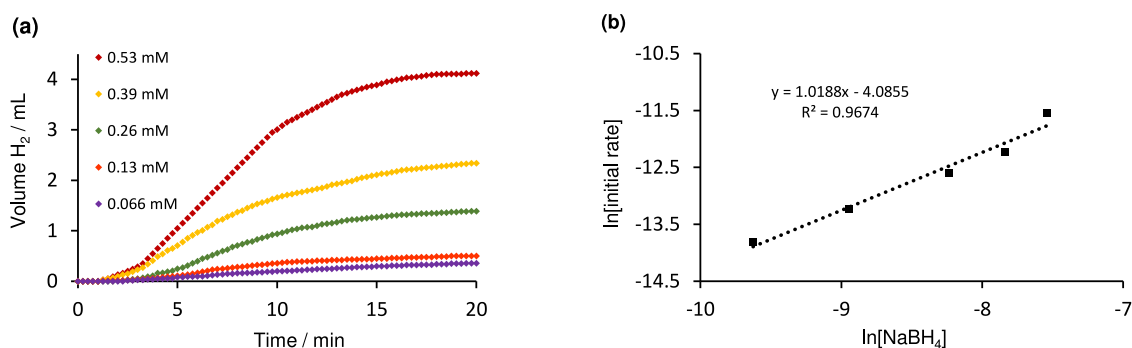 (a)
0.53 mM
0.39 mM
0.26 mM
0.13 mM
0.066 mM
Volume H₂ / mL
4
3
2
1
0
0 5 10 15 20
Time / min
(b)
y = 1.0188x - 4.0855
R² = 0.9674
ln[initial rate]
-10.5
-11.5
-12.5
-13.5
-14.5
-10 -9 -8 -7
ln[NaBH₄]